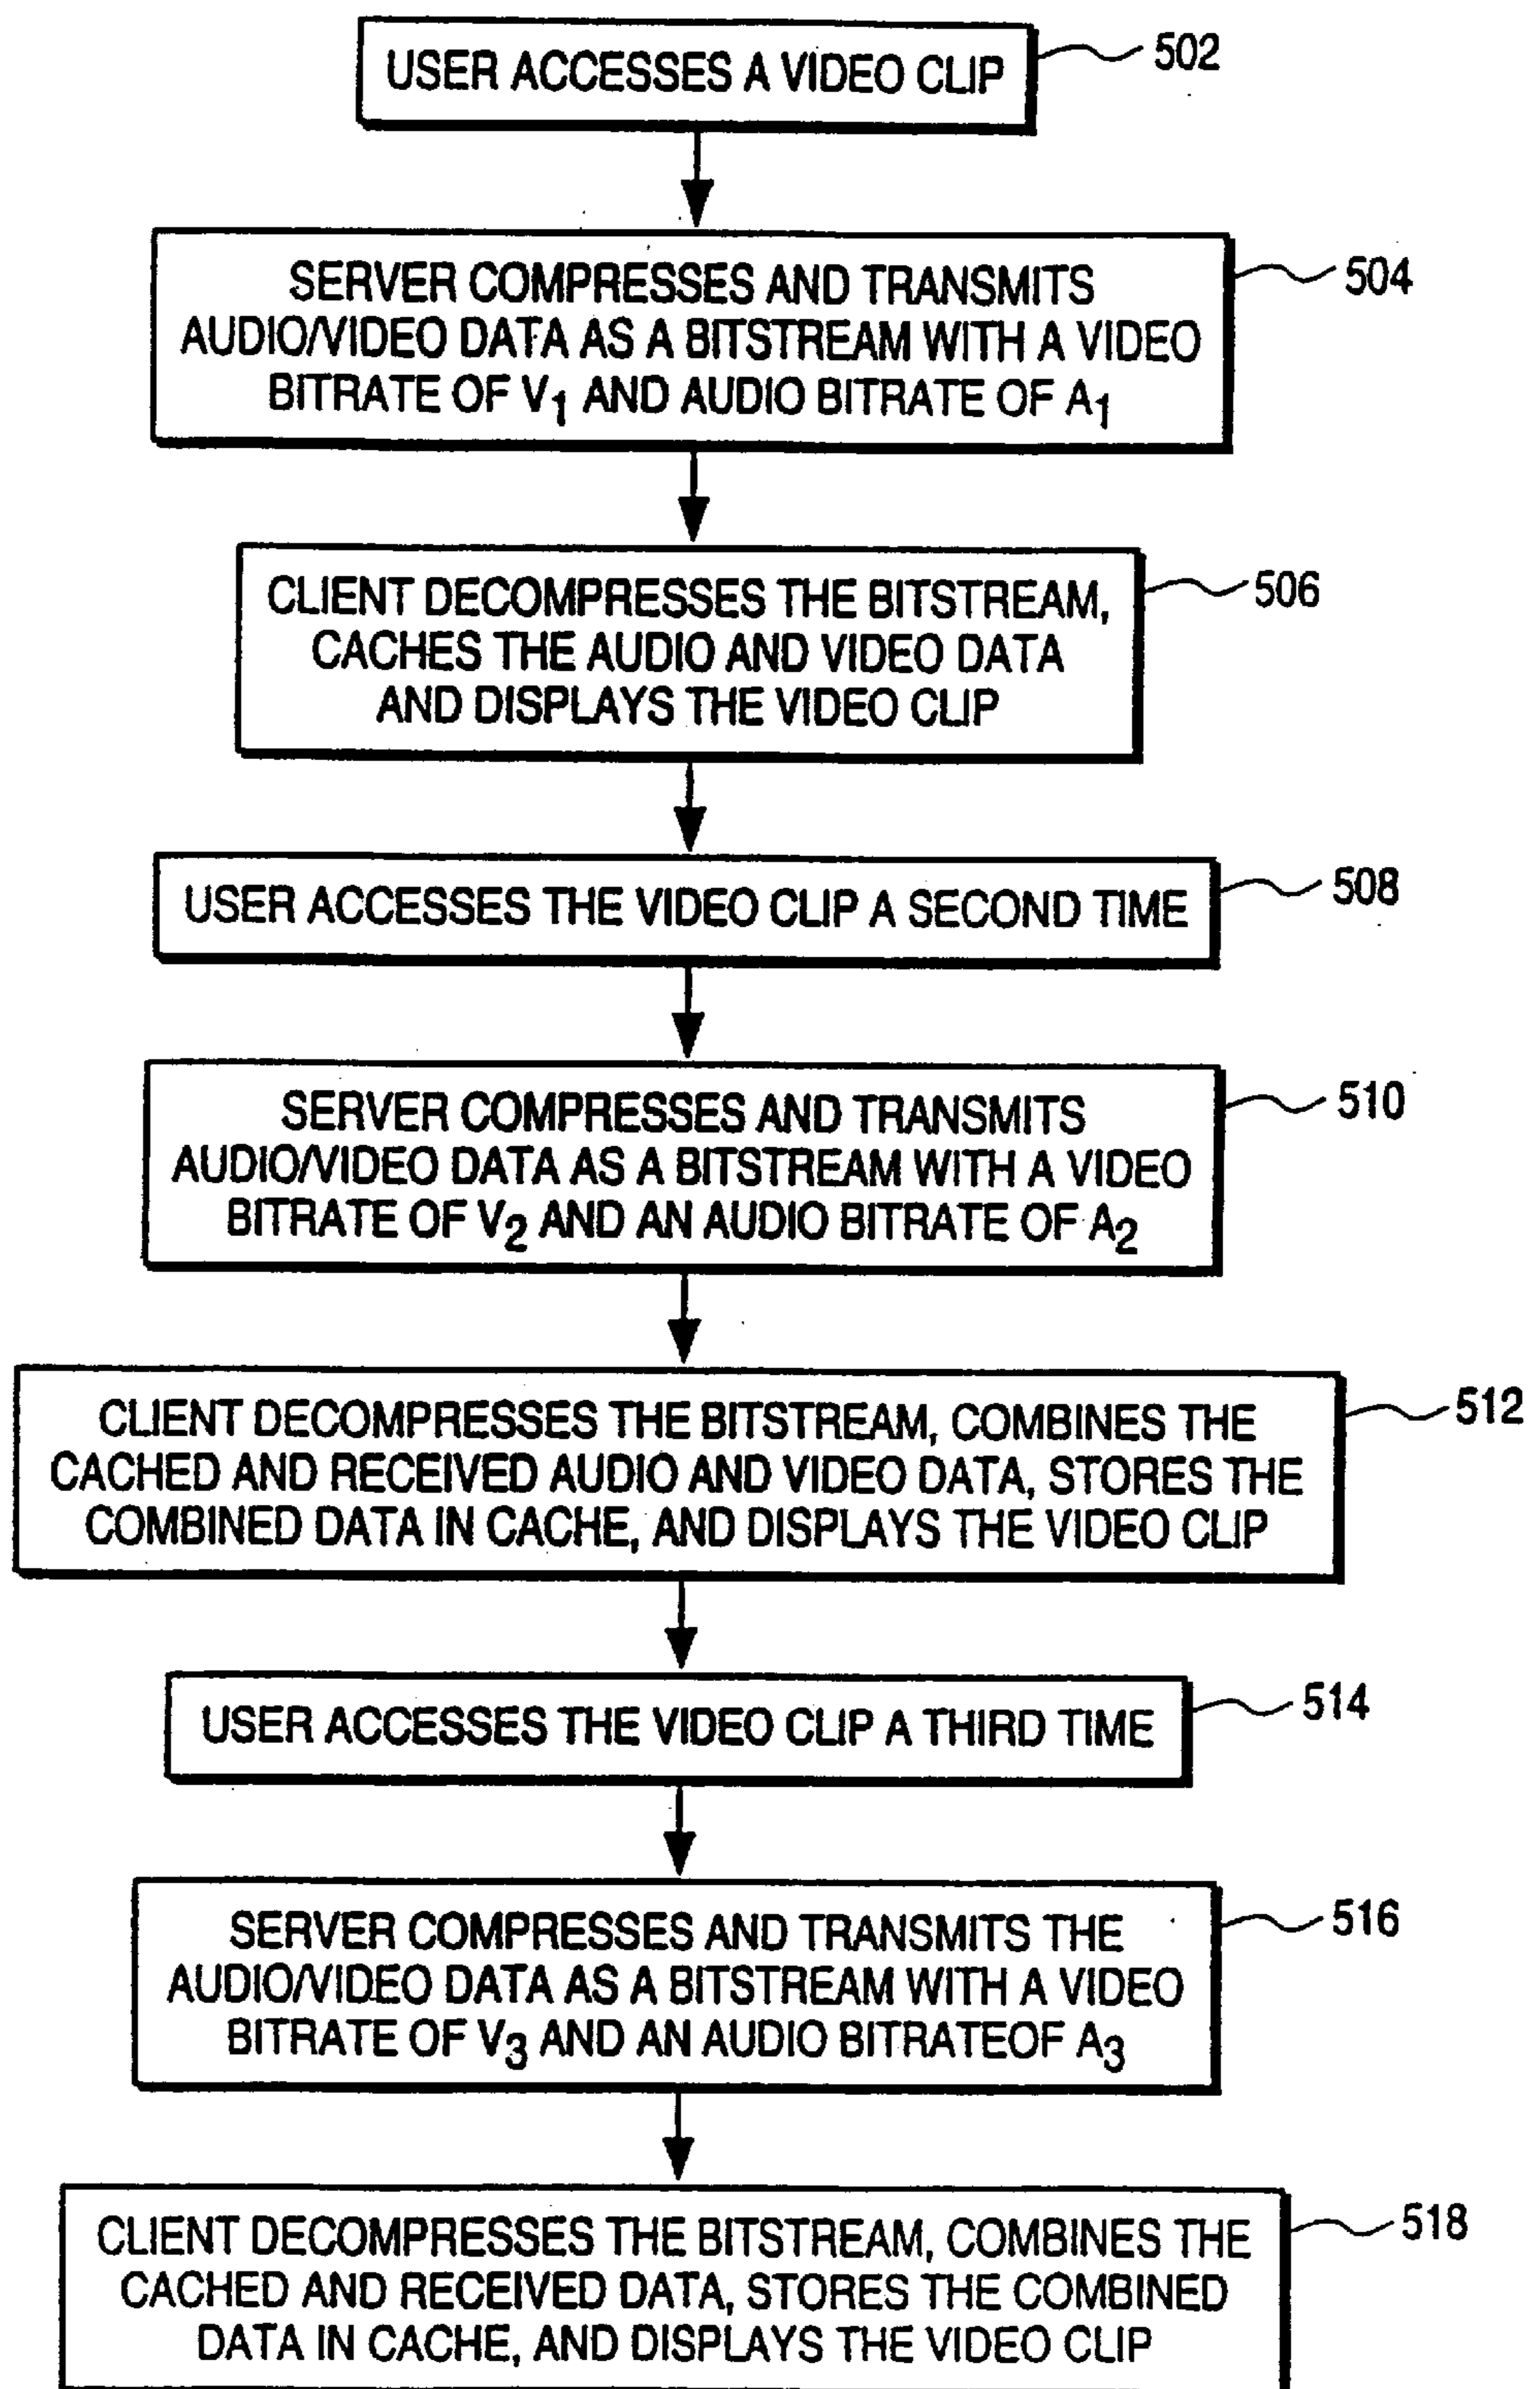 USER ACCESSES A VIDEO CLIP
502
SERVER COMPRESSES AND TRANSMITS
504
AUDIO/VIDEO DATA AS A BITSTREAM WITH A VIDEO
BITRATE OF V1 AND AUDIO BITRATE OF A1
CLIENT DECOMPRESSES THE BITSTREAM,
506
CACHES THE AUDIO AND VIDEO DATA
AND DISPLAYS THE VIDEO CLIP
USER ACCESSES THE VIDEO CLIP A SECOND TIME
508
SERVER COMPRESSES AND TRANSMITS
510
AUDIO/VIDEO DATA AS A BITSTREAM WITH A VIDEO
BITRATE OF V2 AND AN AUDIO BITRATE OF A2
CLIENT DECOMPRESSES THE BITSTREAM, COMBINES THE
512
CACHED AND RECEIVED AUDIO AND VIDEO DATA, STORES THE
COMBINED DATA IN CACHE, AND DISPLAYS THE VIDEO CLIP
USER ACCESSES THE VIDEO CLIP A THIRD TIME
514
SERVER COMPRESSES AND TRANSMITS THE
516
AUDIO/VIDEO DATA AS A BITSTREAM WITH A VIDEO
BITRATE OF V3 AND AN AUDIO BITRATEOF A3
CLIENT DECOMPRESSES THE BITSTREAM, COMBINES THE
518
CACHED AND RECEIVED DATA, STORES THE COMBINED
DATA IN CACHE, AND DISPLAYS THE VIDEO CLIP